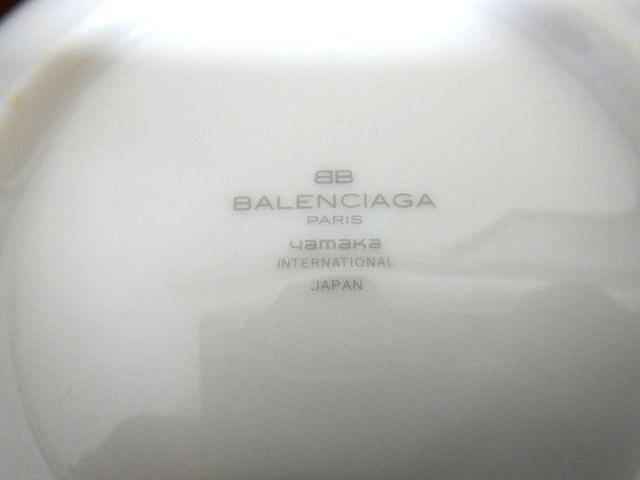 BB
BALENCIAGA
PARIS
yamaka
INTERNATIONAL
JAPAN